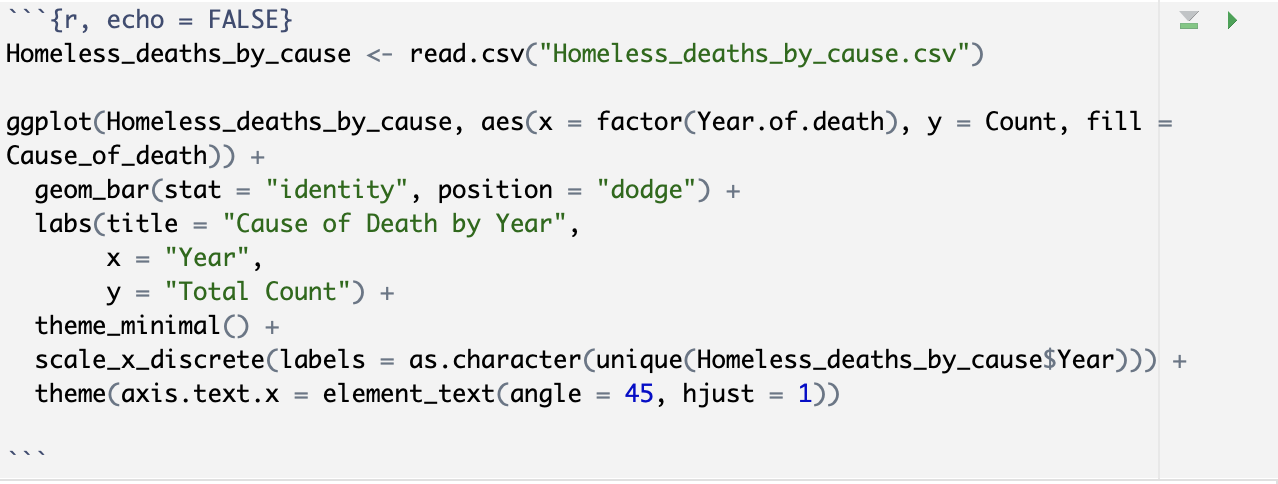 ```{r, echo = FALSE}
Homeless_deaths_by_cause <- read.csv("Homeless_deaths_by_cause.csv")

ggplot(Homeless_deaths_by_cause, aes(x = factor(Year.of.death), y = Count, fill =
Cause_of_death)) +
  geom_bar(stat = "identity", position = "dodge") +
  labs(title = "Cause of Death by Year",
       x = "Year",
       y = "Total Count") +
  theme_minimal() +
  scale_x_discrete(labels = as.character(unique(Homeless_deaths_by_cause$Year))) +
  theme(axis.text.x = element_text(angle = 45, hjust = 1))

```